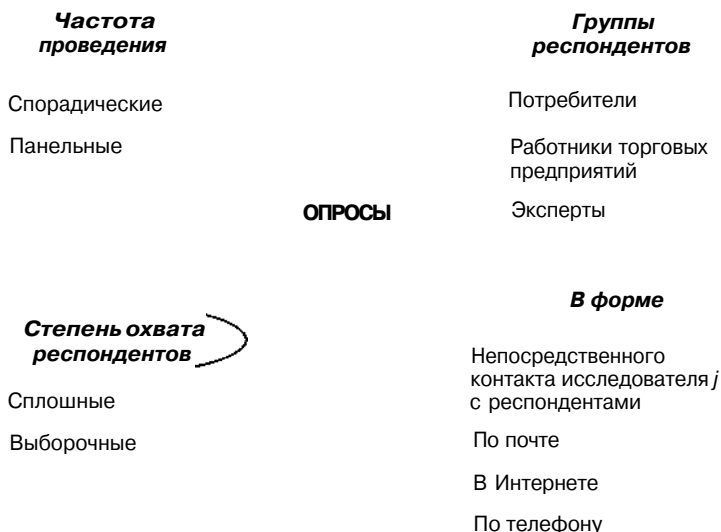 Частота
проведения
Спорадические
Панельные
Группы
респондентов
Потребители
Работники торговых
предприятий
Эксперты
ОПРОСЫ
Степень охвата
респондентов
Сплошные
Выборочные
В форме
Непосредственного
контакта исследователя j
с респондентами
По почте
В Интернете
По телефону